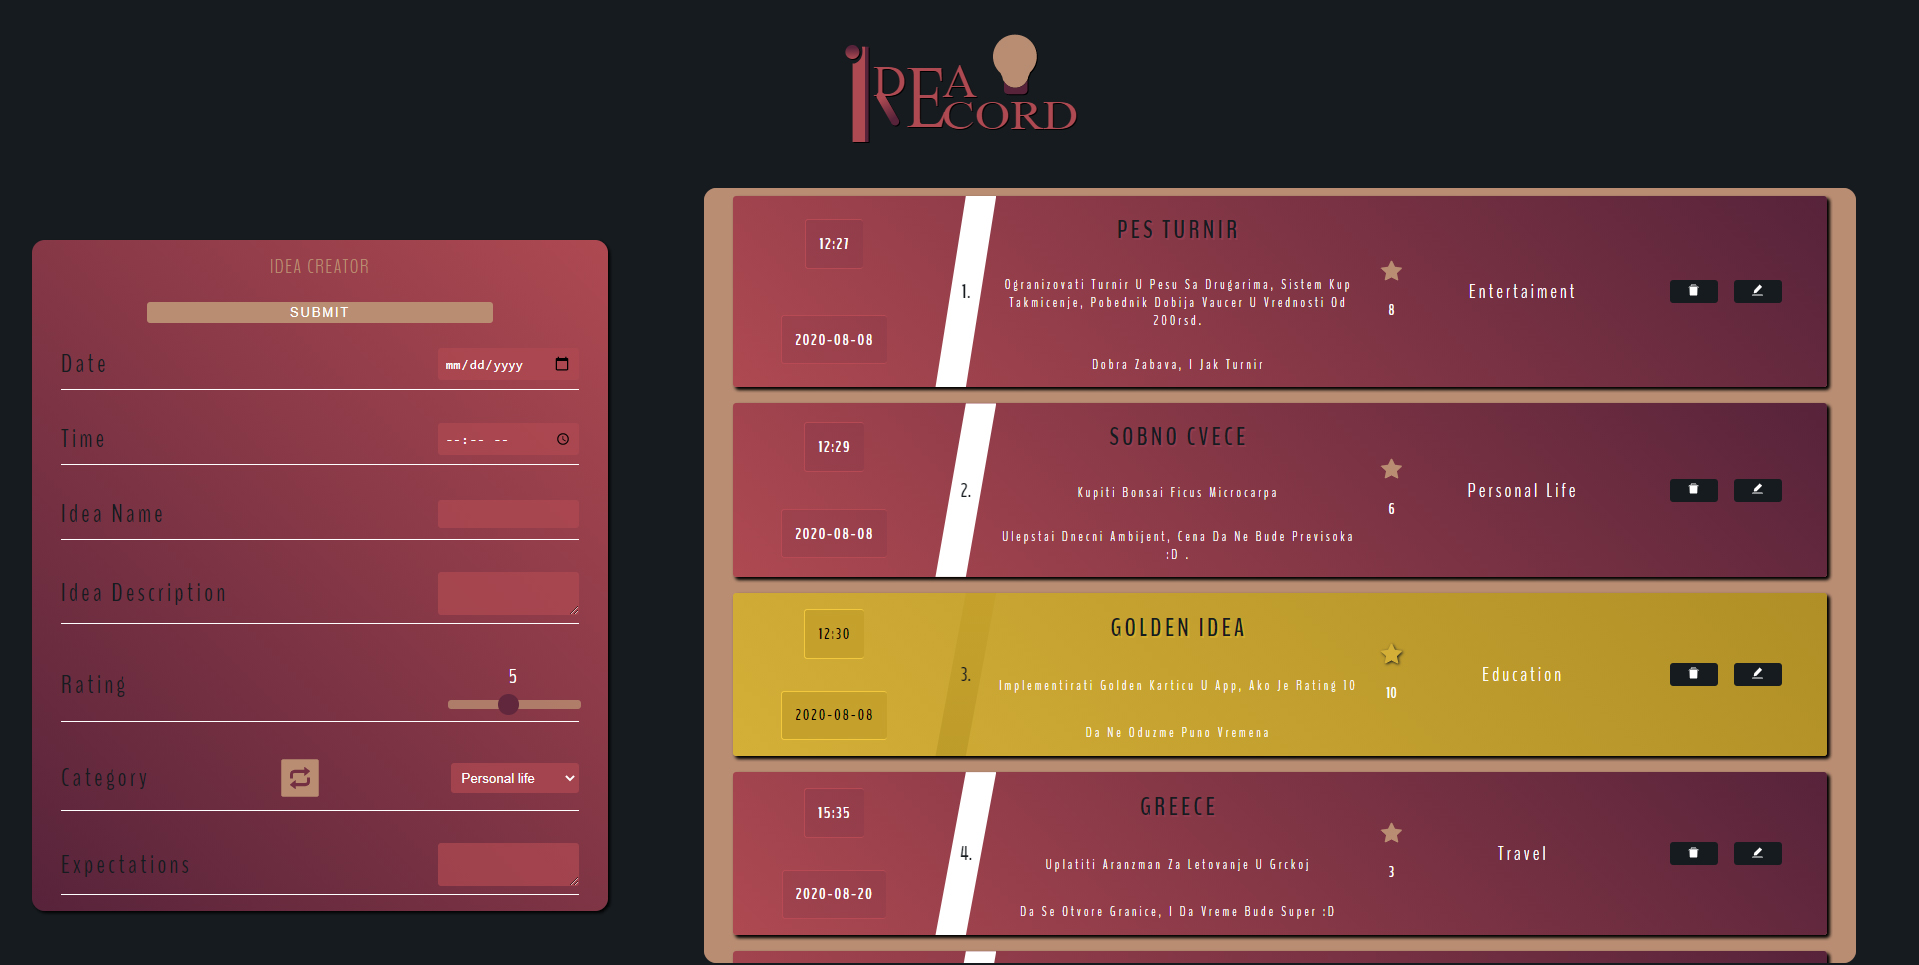 IDEA
RECORD
IDEA CREATOR
SUBMIT
Date
mm/dd/yyyy
Time
--:-- --
Idea Name
Idea Description
Rating
5
Category
Personal life
Expectations
12:27
2020-08-08
1.
PES TURNIR
Ogranizovati Turnir U Pesu Sa Drugarima, Sistem Kup
Takmicenje, Pobednik Dobija Vaucer U Vrednosti Od
200rsd.
Dobra Zabava, I Jak Turnir
8
Entertaiment
12:29
2020-08-08
2.
SOBNO CVECE
Kupiti Bonsai Ficus Microcarpa
Ulepstai Dnecni Ambijent, Cena Da Ne Bude Previsoka
:D .
6
Personal Life
12:30
2020-08-08
3.
GOLDEN IDEA
Implementirati Golden Karticu U App, Ako Je Rating 10
Da Ne Oduzme Puno Vremena
10
Education
15:35
2020-08-20
4.
GREECE
Uplatiti Aranzman Za Letovanje U Grckoj
Da Se Otvore Granice, I Da Vreme Bude Super :D
3
Travel